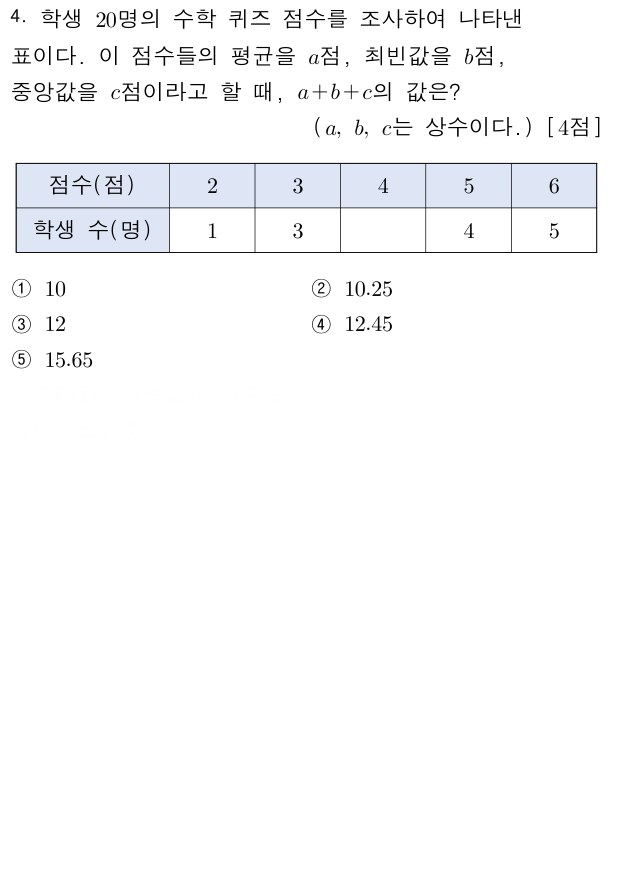 4. 학생 20명의 수학 퀴즈 점수를 조사하여 나타낸
표이다. 이 점수들의 평균을 a점, 최빈값을 b점,
중앙값을 c점이라고 할 때, a+b+c의 값은?
(a, b, c는 상수이다.) [4점]
점수(점) 2 3 4 5 6
학생 수(명) 1 3 4 5
① 10 ② 10.25
③ 12 ④ 12.45
⑤ 15.65